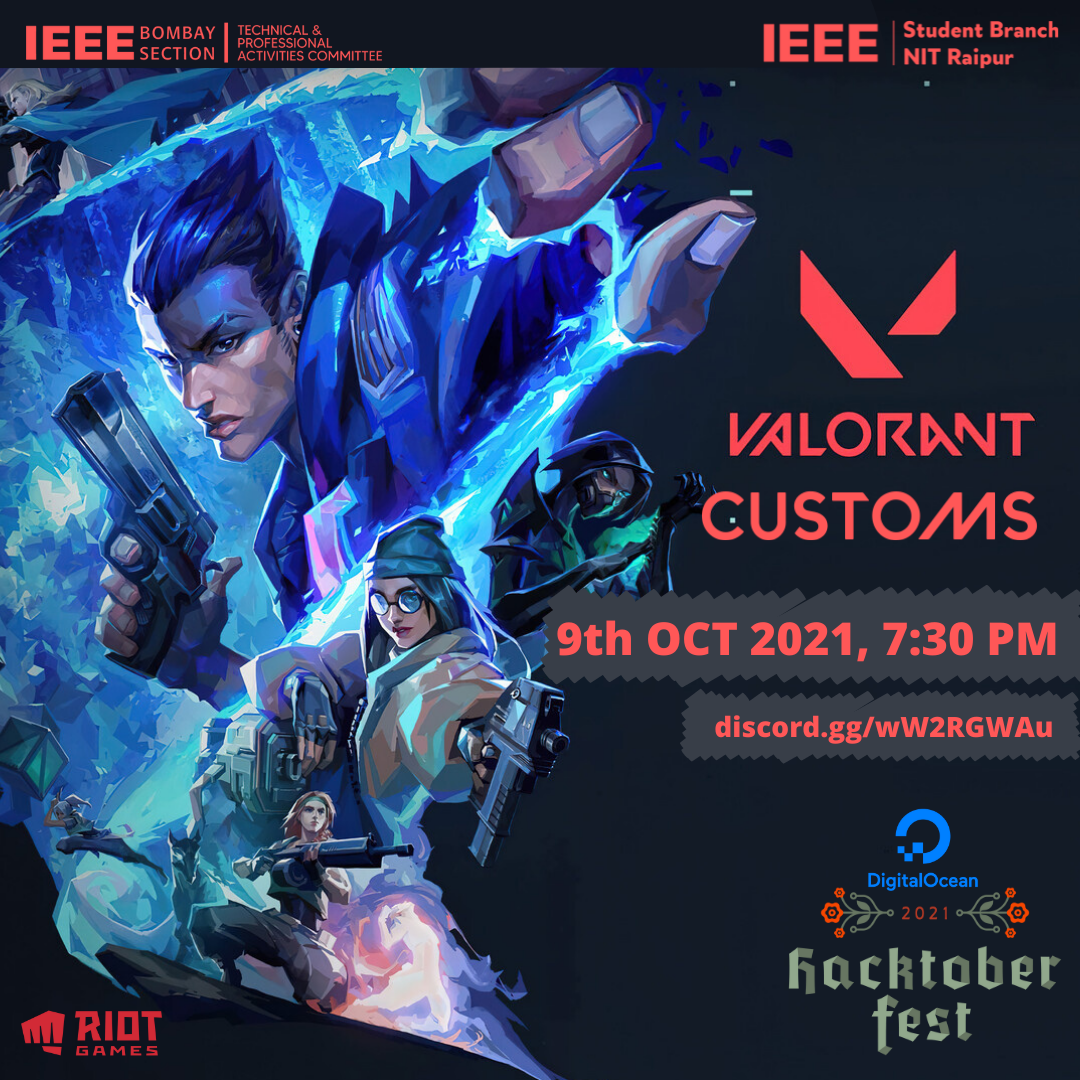 IEEE BOMBAY SECTION
TECHNICAL & PROFESSIONAL ACTIVITIES COMMITTEE
IEEE Student Branch NIT Raipur
VALORANT
CUSTOMS
9th OCT 2021, 7:30 PM
discord.gg/wW2RGWAu
DigitalOcean
2021
hacktober
fest
RIOT
GAMES